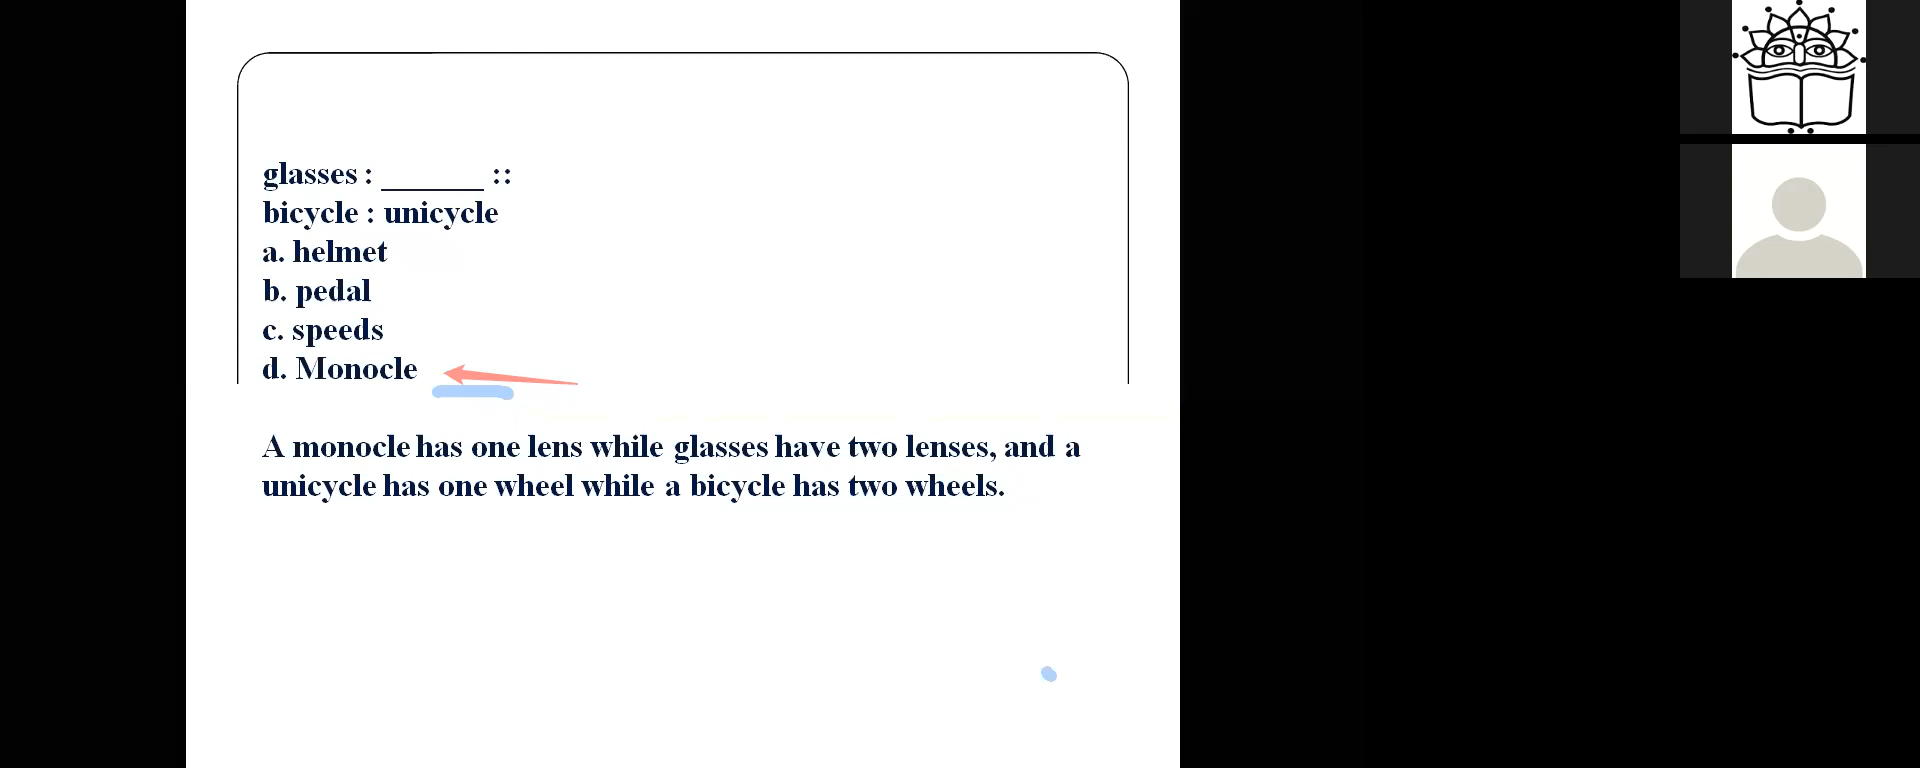 glasses : ______ ::
bicycle : unicycle
a. helmet
b. pedal
c. speeds
d. Monocle
A monocle has one lens while glasses have two lenses, and a
unicycle has one wheel while a bicycle has two wheels.